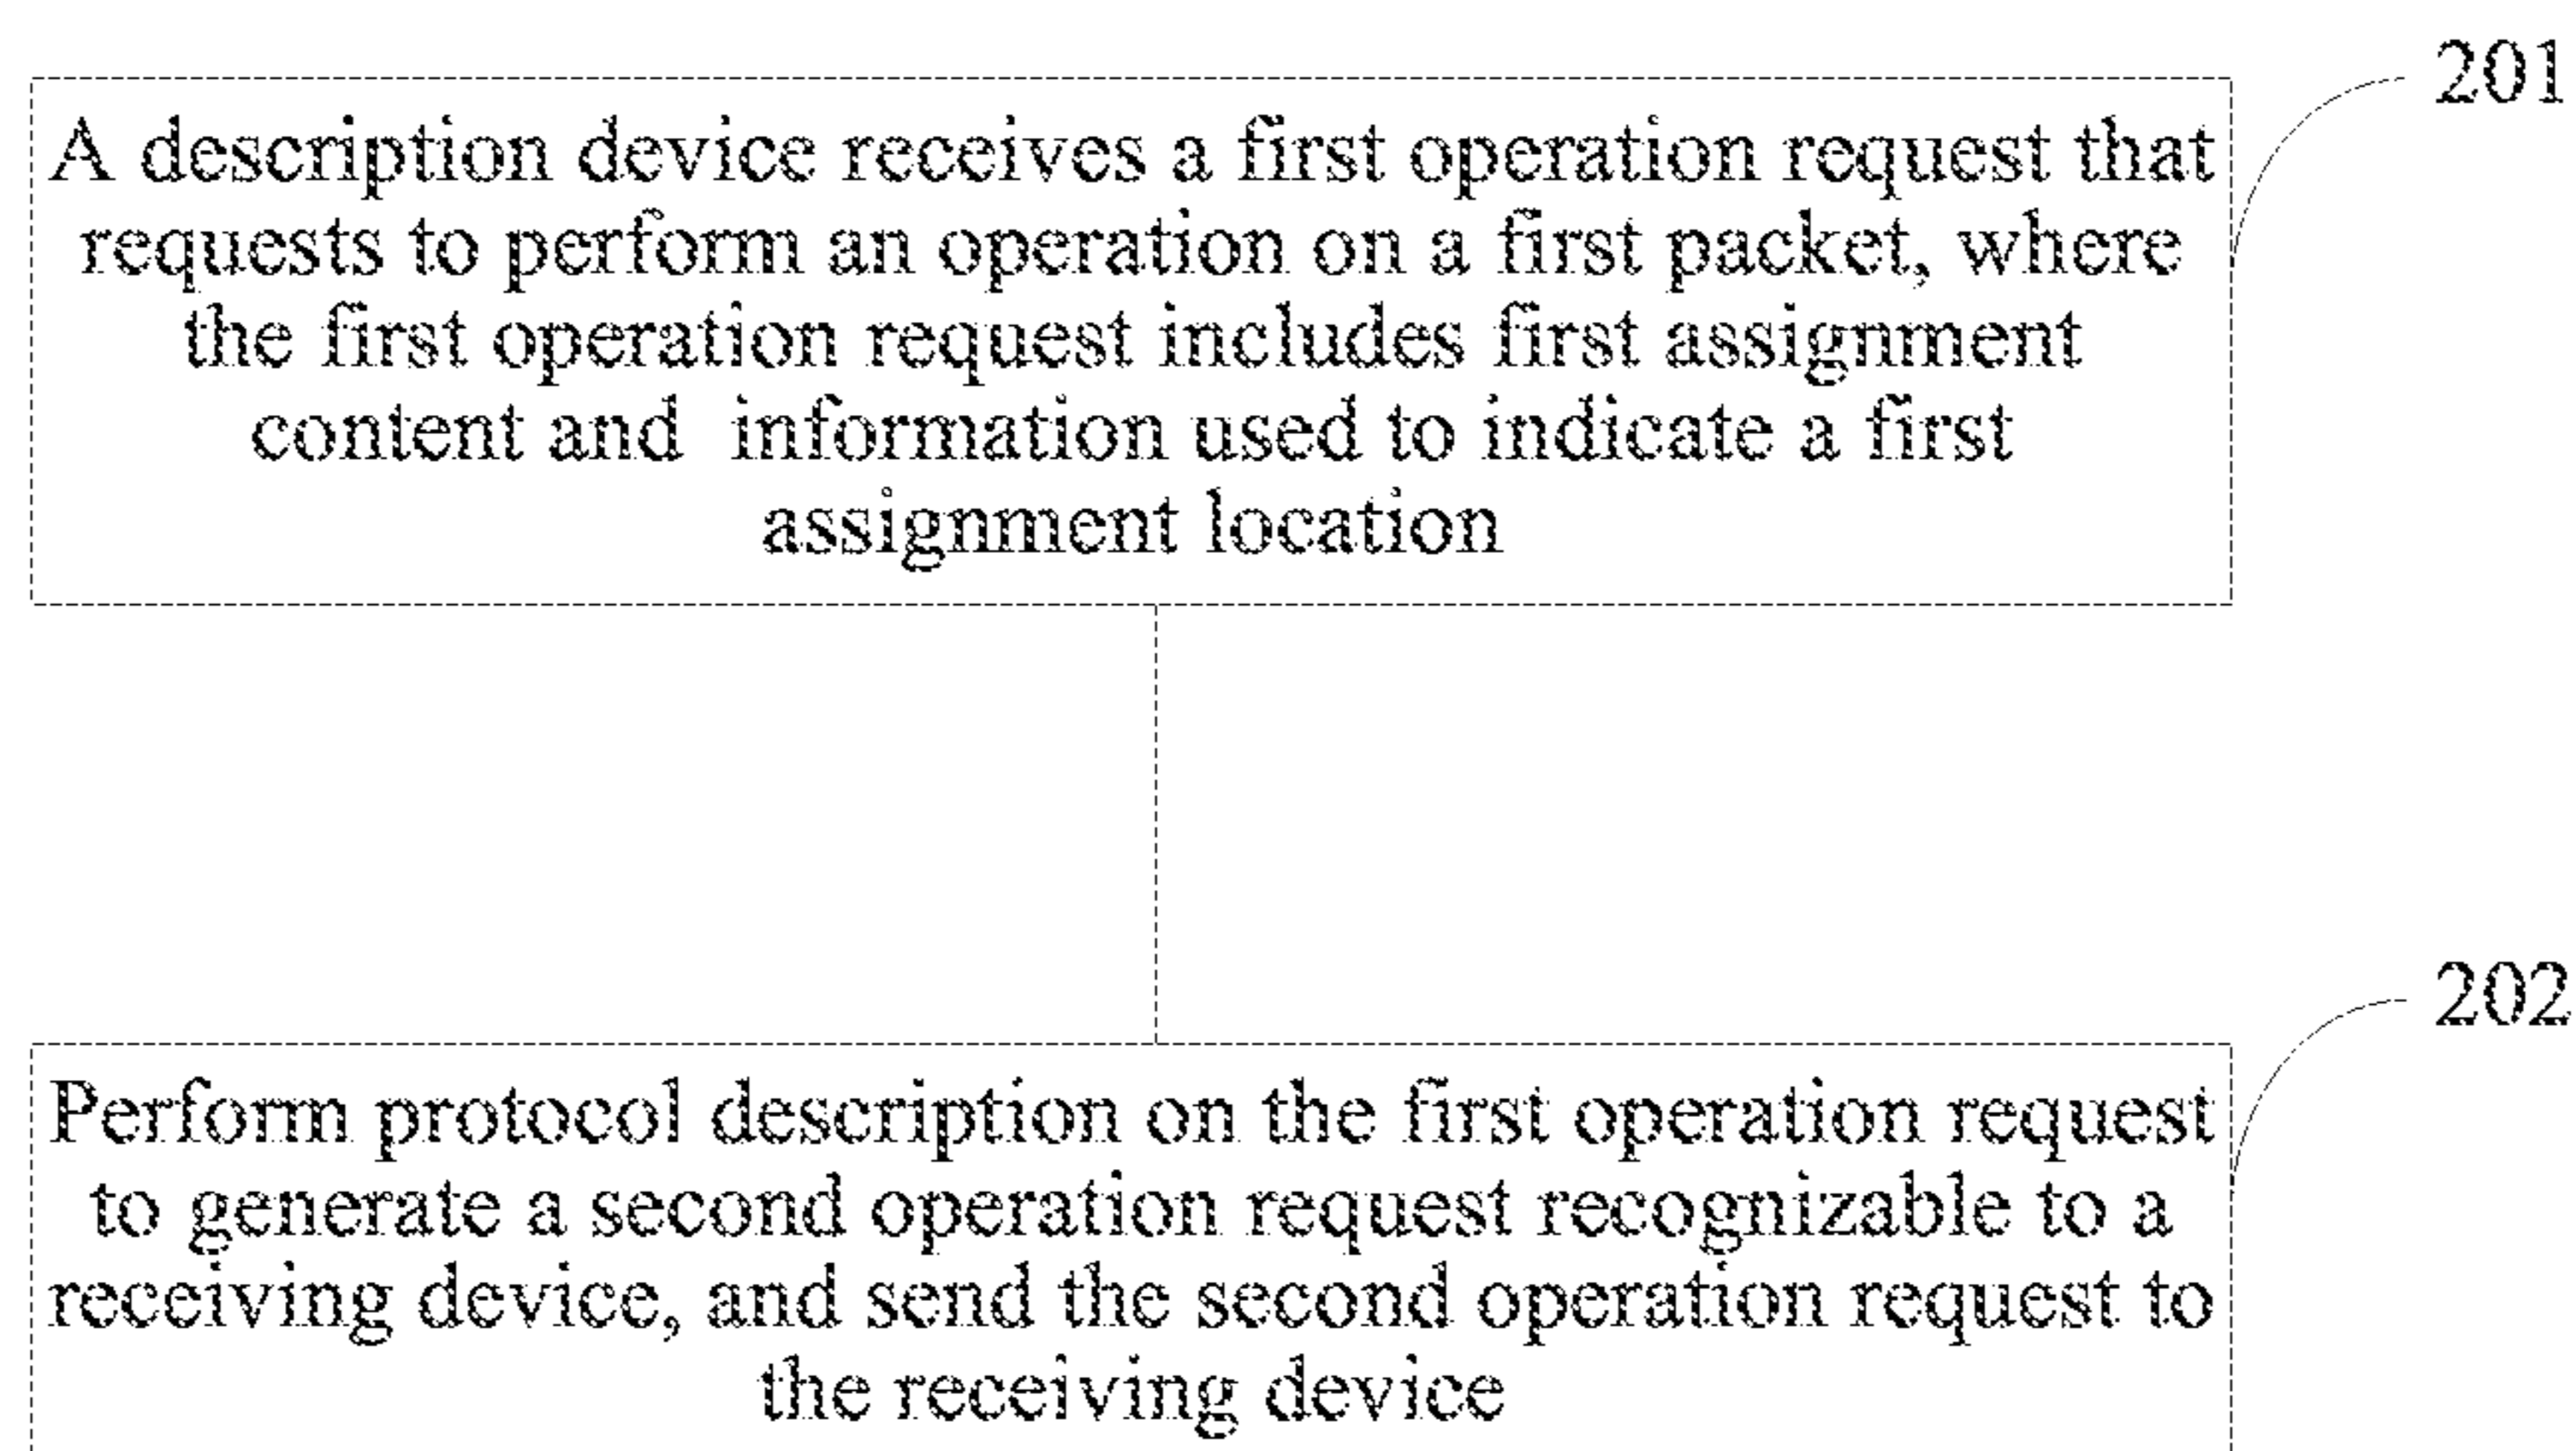 201
A description device receives a first operation request that
requests to perform an operation on a first packet, where
the first operation request includes first assignment
content and information used to indicate a first
assignment location
202
Perform protocol description on the first operation request
to generate a second operation request recognizable to a
receiving device, and send the second operation request to
the receiving device